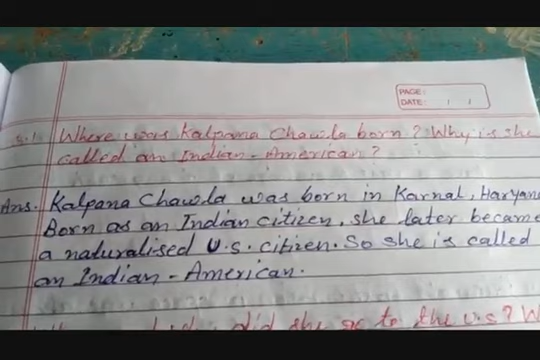 PAGE:
DATE: / /
Q.1. Where was Kalpana Chawla born? Why is she
called an Indian-American?
Ans. Kalpana Chawla was born in Karnal, Haryana
Born as an Indian citizen, she later became
a naturalised U.S. citizen. So she is called
an Indian-American.
did she go to the U.S?